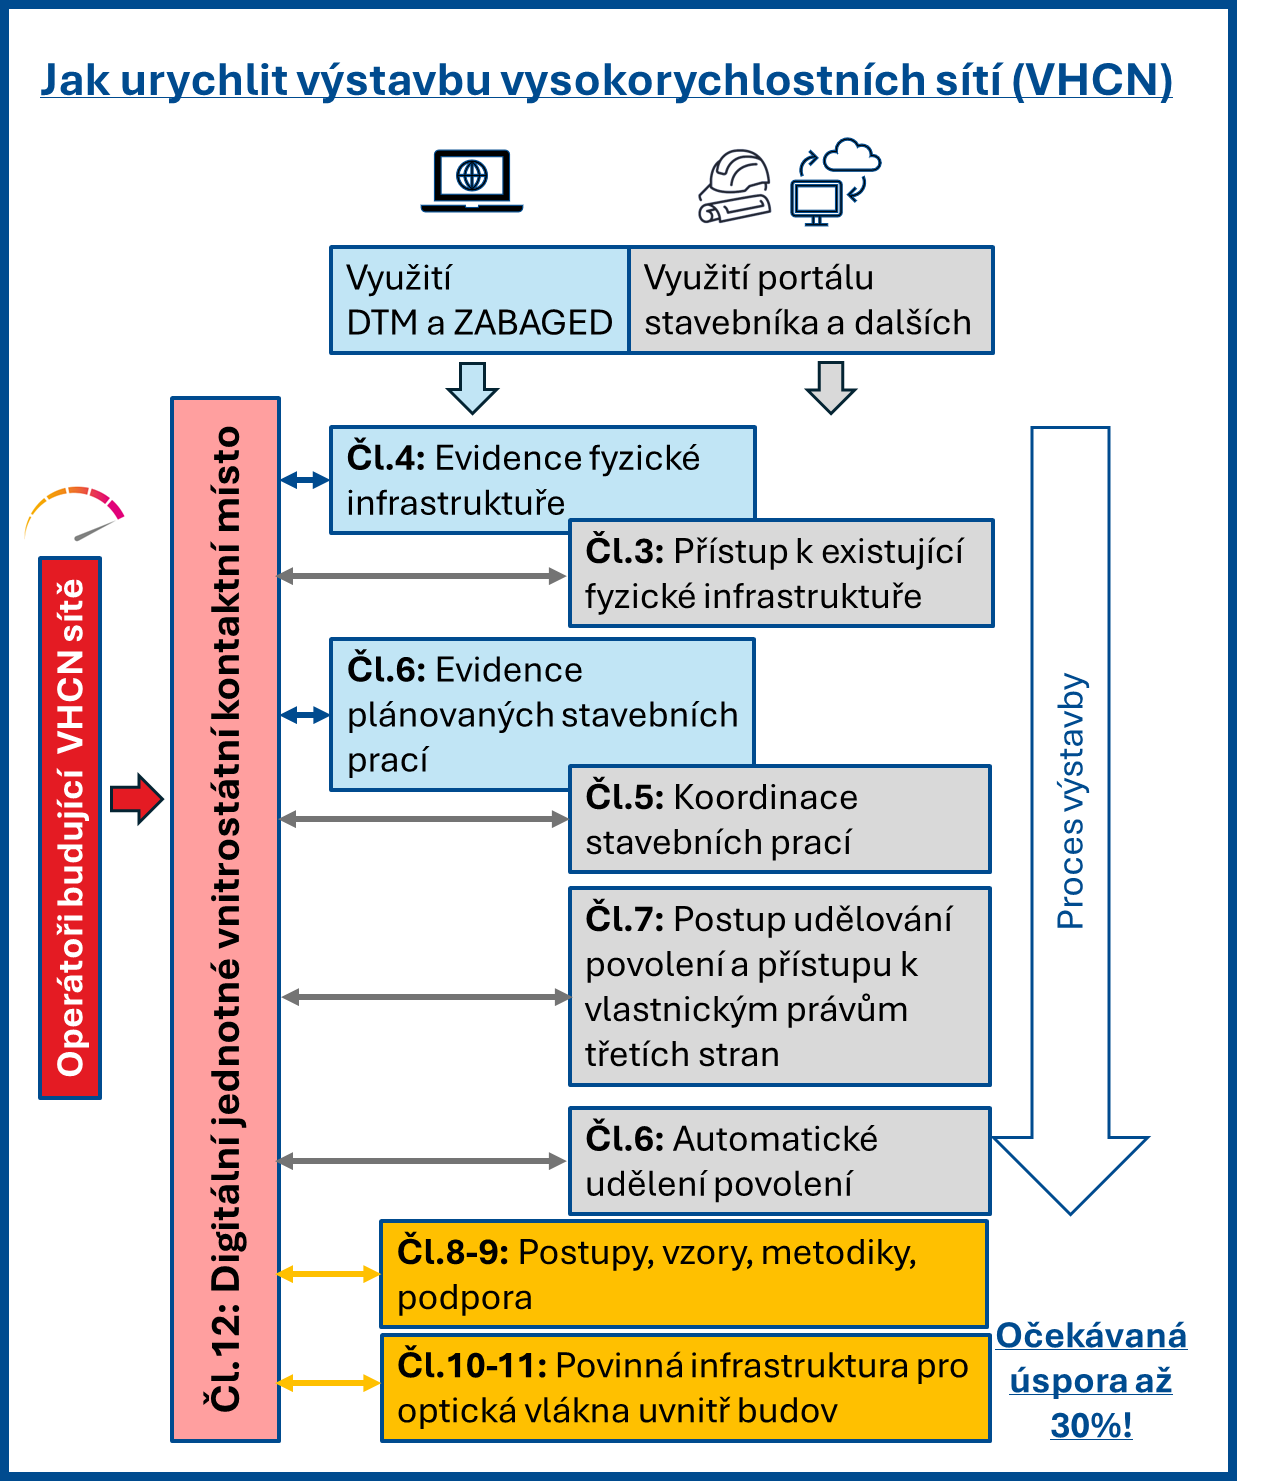 Jak urychlit výstavbu vysokorychlostních sítí (VHCN)
Využití
DTM a ZABAGED
Využití portálu
stavebníka a dalších
Operátoři budující VHCN sítě
Čl.12: Digitální jednotné vnitrostátní kontaktní místo
Čl.4: Evidence fyzické
infrastruktuře
Čl.3: Přístup k existující
fyzické infrastruktuře
Čl.6: Evidence
plánovaných stavebních
prací
Čl.5: Koordinace
stavebních prací
Čl.7: Postup udělování
povolení a přístupu k
vlastnickým právům
třetích stran
Čl.6: Automatické
udělení povolení
Čl.8-9: Postupy, vzory, metodiky,
podpora
Čl.10-11: Povinná infrastruktura pro
optická vlákna uvnitř budov
Proces výstavby
Očekávaná
úspora až
30%!